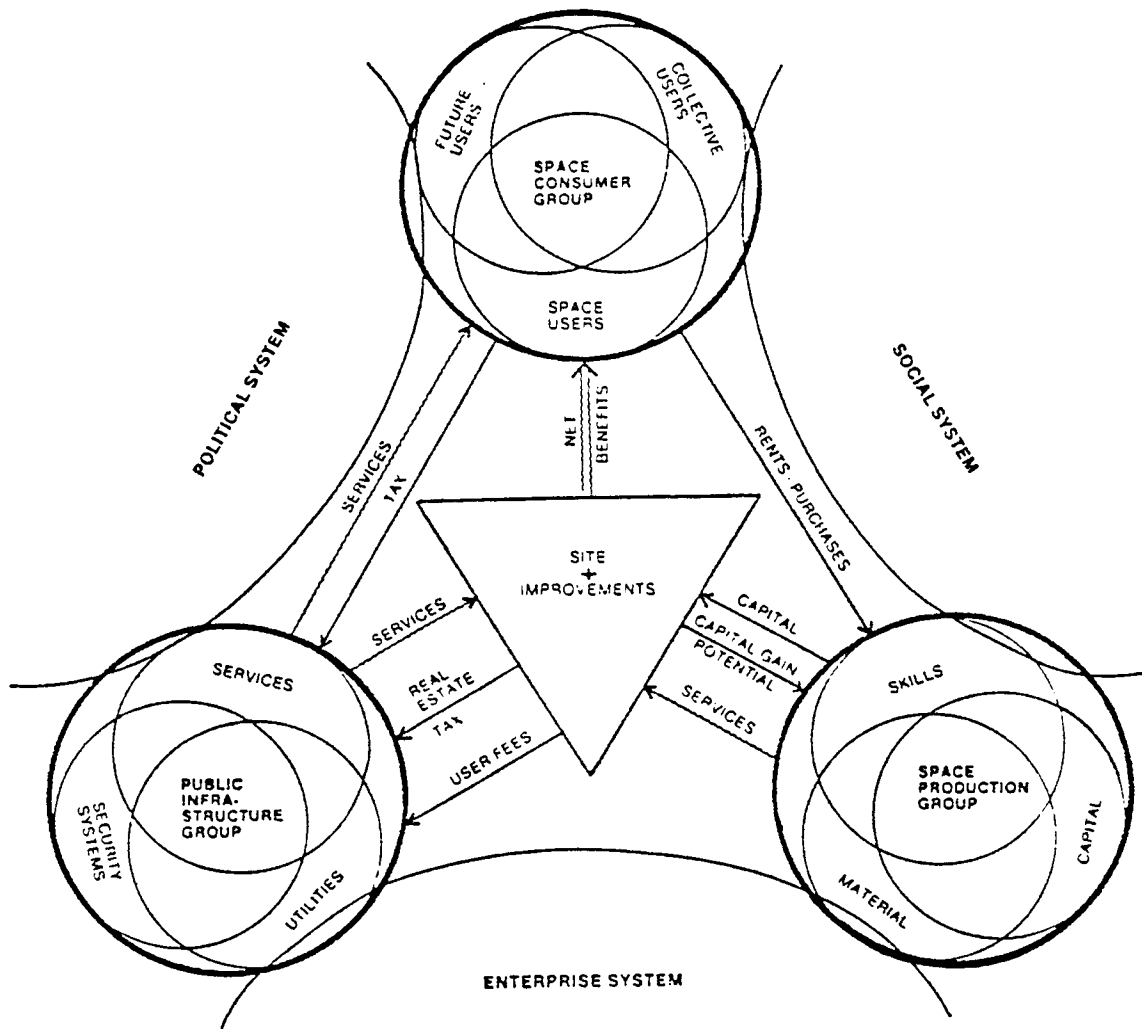 FUTURE
USERS
COLLECTIVE
USERS
SPACE
CONSUMER
GROUP
SPACE
USERS
POLITICAL SYSTEM
SOCIAL SYSTEM
SERVICES
TAX
NET
BENEFITS
RENTS · PURCHASES
SITE
+
IMPROVEMENTS
SERVICES
REAL
ESTATE
TAX
USER FEES
CAPITAL
CAPITAL GAIN
POTENTIAL
SERVICES
SERVICES
PUBLIC
INFRA-
STRUCTURE
GROUP
SECURITY
SYSTEMS
UTILITIES
SKILLS
SPACE
PRODUCTION
GROUP
CAPITAL
MATERIAL
ENTERPRISE SYSTEM